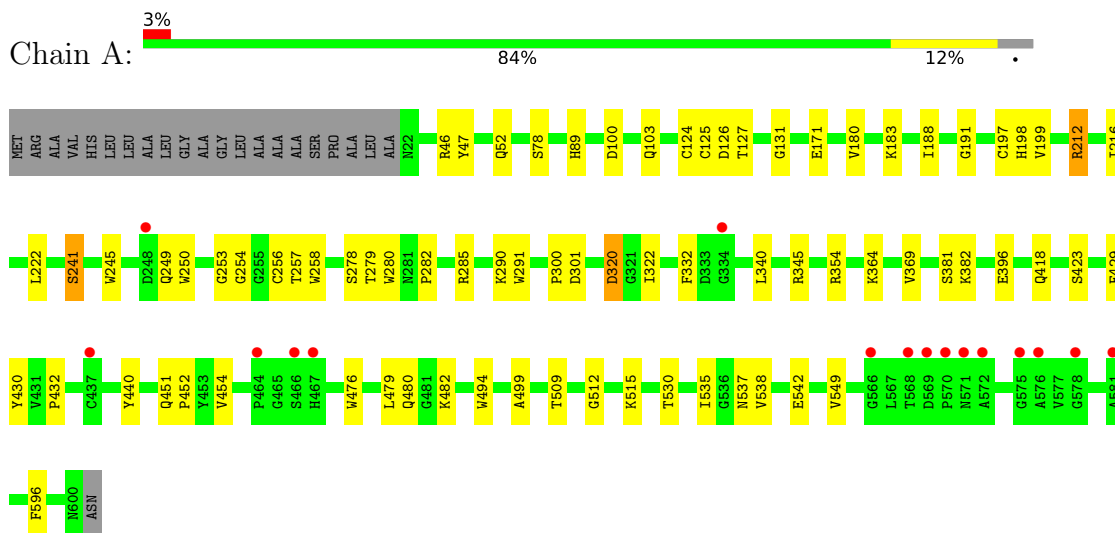 3%
Chain A:
84% 12% •
MET ARG ALA VAL HIS LEU LEU ALA LEU GLY ALA GLY LEU ALA ALA ALA SER PRO ALA LEU ALA N22 R46 Y47 Q52 S78 H89 D100 Q103 C124 C125 D126 T127 G131 E171 V180 K183 I188 G191 C197 H198 V199 R212
L222 S241 W245 D248 Q249 W250 G253 G254 G255 C256 T257 W258 S278 T279 W280 N281 P282 R285 K290 W291 P300 D301 D320 G321 I322 F332 D333 G334 L340 R345 R354 K364 V369 S381 K382 E396 Q418 S423
Y430 V431 P432 C437 Y440 Q451 P452 Y453 V454 P464 G465 S466 H467 W476 L479 Q480 G481 K482 W494 A499 T509 G512 K515 T530 I535 G536 N537 V538 E542 V549 G566 L567 T568 D569 P570 N571 A572 G575 A576 V577 G578
F596 N600 ASN